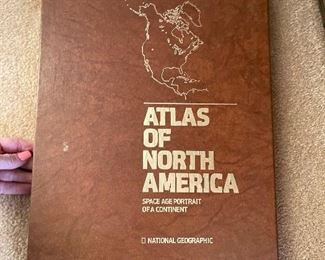 ATLAS
OF
NORTH
AMERICA
SPACE AGE PORTRAIT
OF A CONTINENT
NATIONAL GEOGRAPHIC